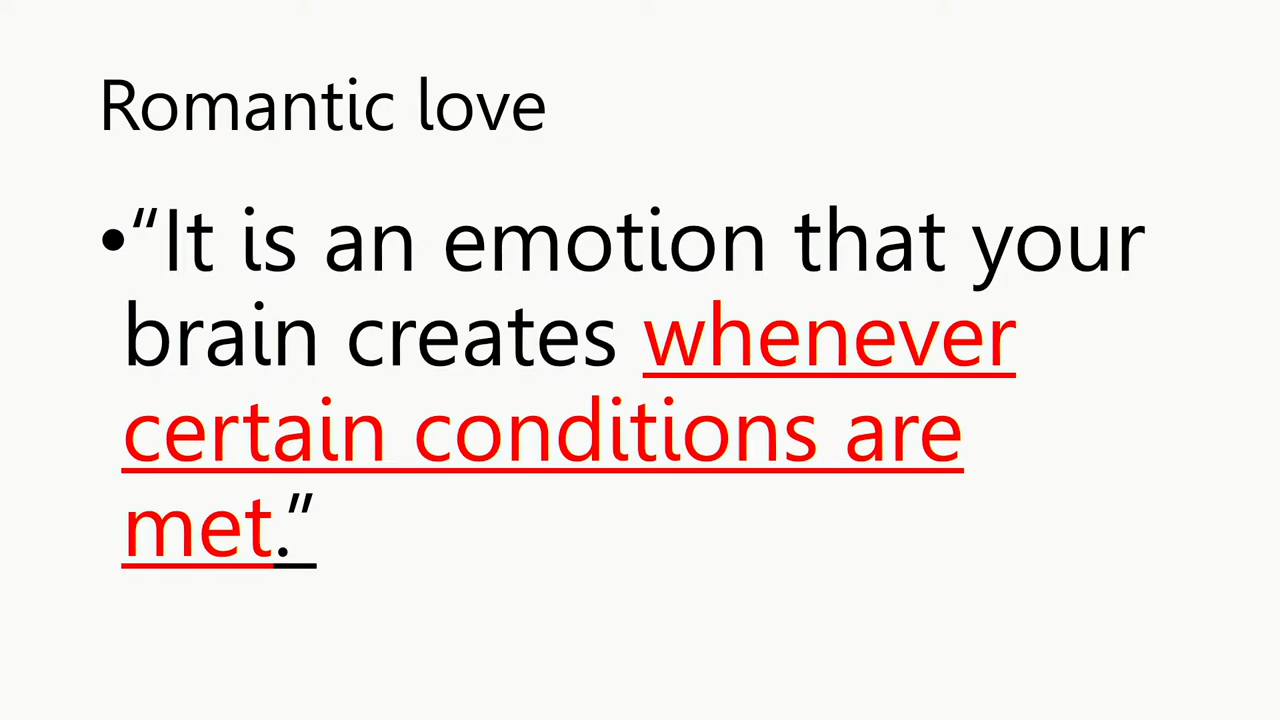 Romantic love
•“It is an emotion that your
brain creates whenever
certain conditions are
met.”